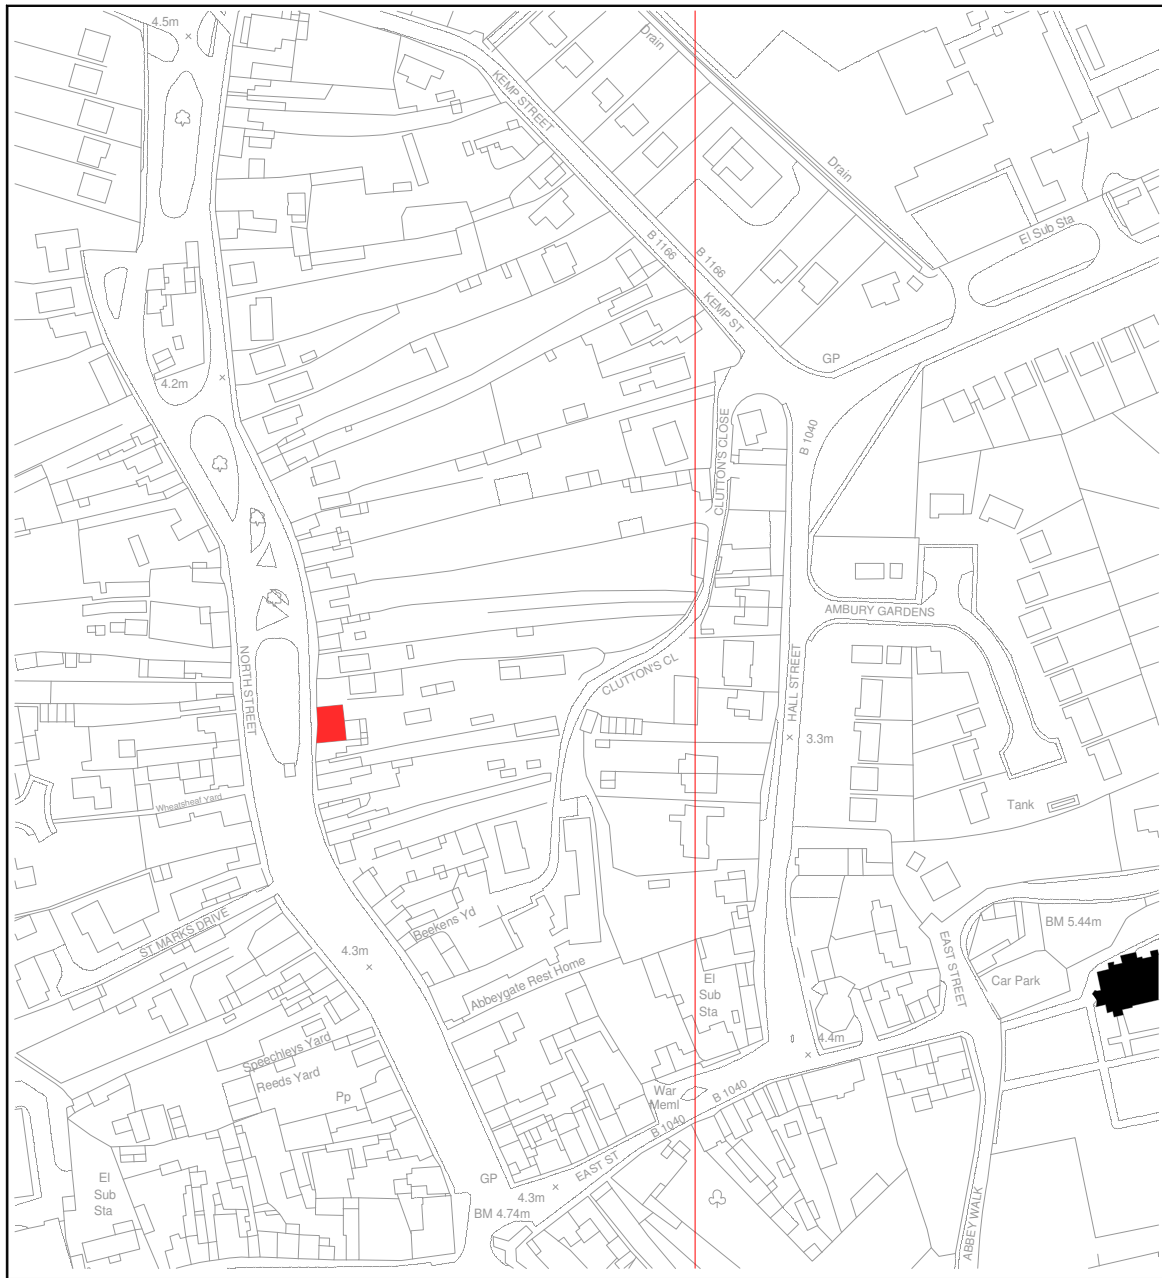 4.5m
Drain
KEMP STREET
Drain
El Sub Sta
B 1166
B 1166
KEMP ST
GP
4.2m
CLUTTON'S CLOSE
B 1040
AMBURY GARDENS
NORTH STREET
CLUTTON'S CL
HALL STREET
3.3m
Wheatsheaf Yard
Tank
ST MARKS DRIVE
Beekens Yd
BM 5.44m
EAST STREET
4.3m
Abbeygate Rest Home
El
Sub
Sta
Car Park
Speechleys Yard
4.4m
Reeds Yard
Pp
War
Meml
B 1040
B 1040
EAST ST
El
Sub
Sta
GP
4.3m
BM 4.74m
ABBEY WALK